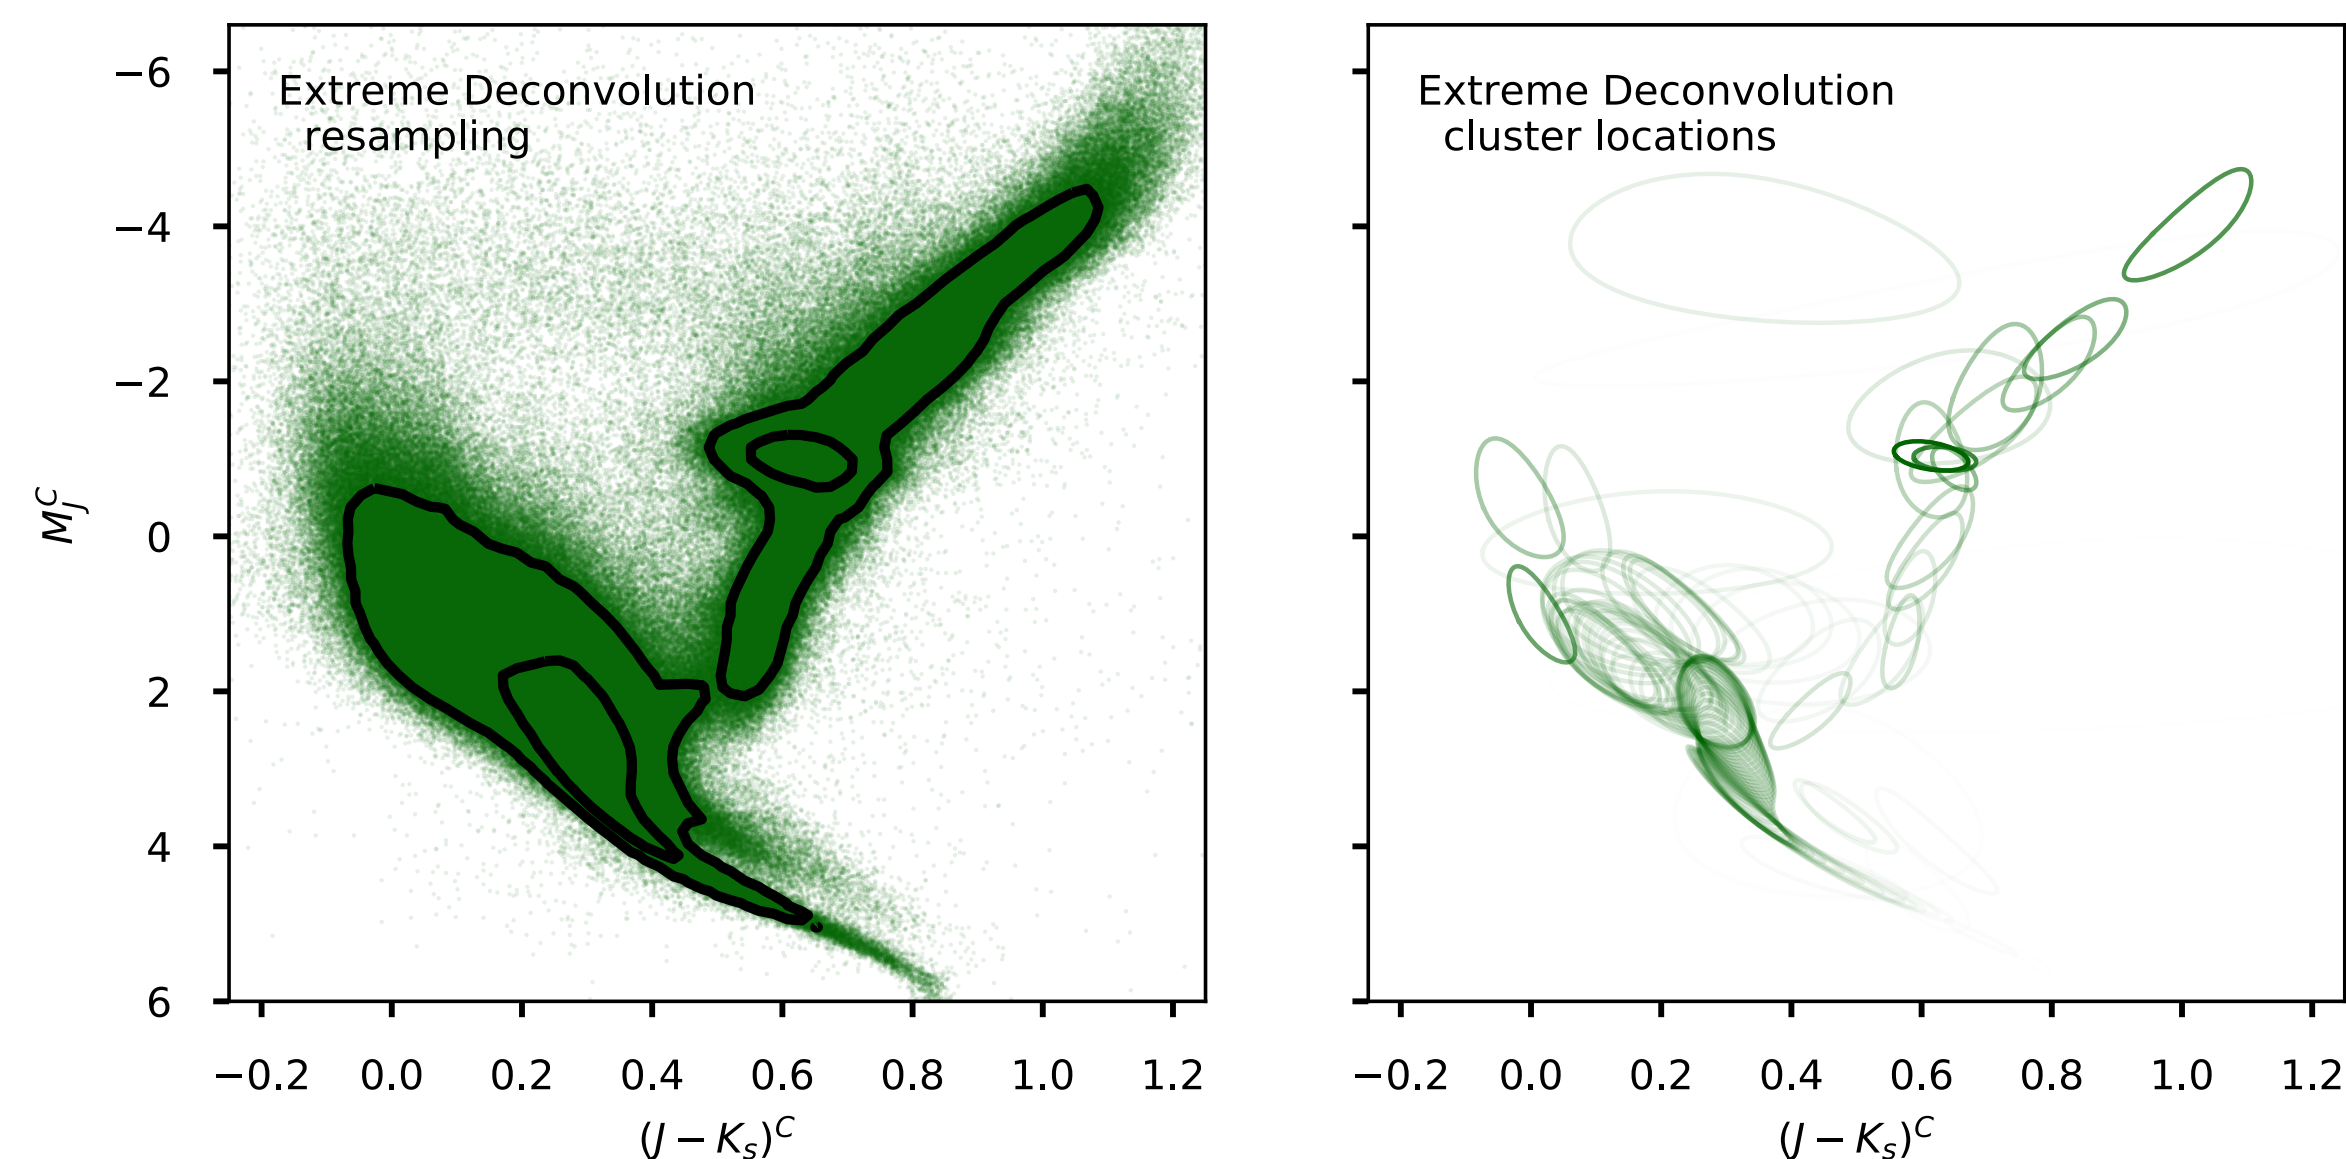 Extreme Deconvolution
resampling
−6
−4
−2
0
2
4
6
M_J^C
−0.2 0.0 0.2 0.4 0.6 0.8 1.0 1.2
(J − K_s)^C
Extreme Deconvolution
cluster locations
−0.2 0.0 0.2 0.4 0.6 0.8 1.0 1.2
(J − K_s)^C